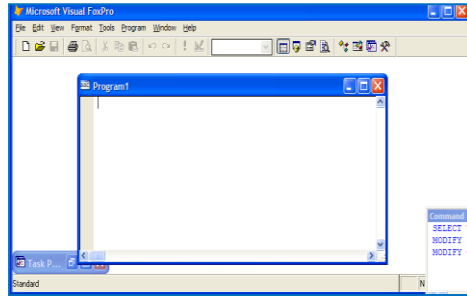 Microsoft Visual FoxPro
File Edit View Format Tools Program Window Help
Program1
Command
SELECT
MODIFY
MODIFY
Task P...
Standard
N